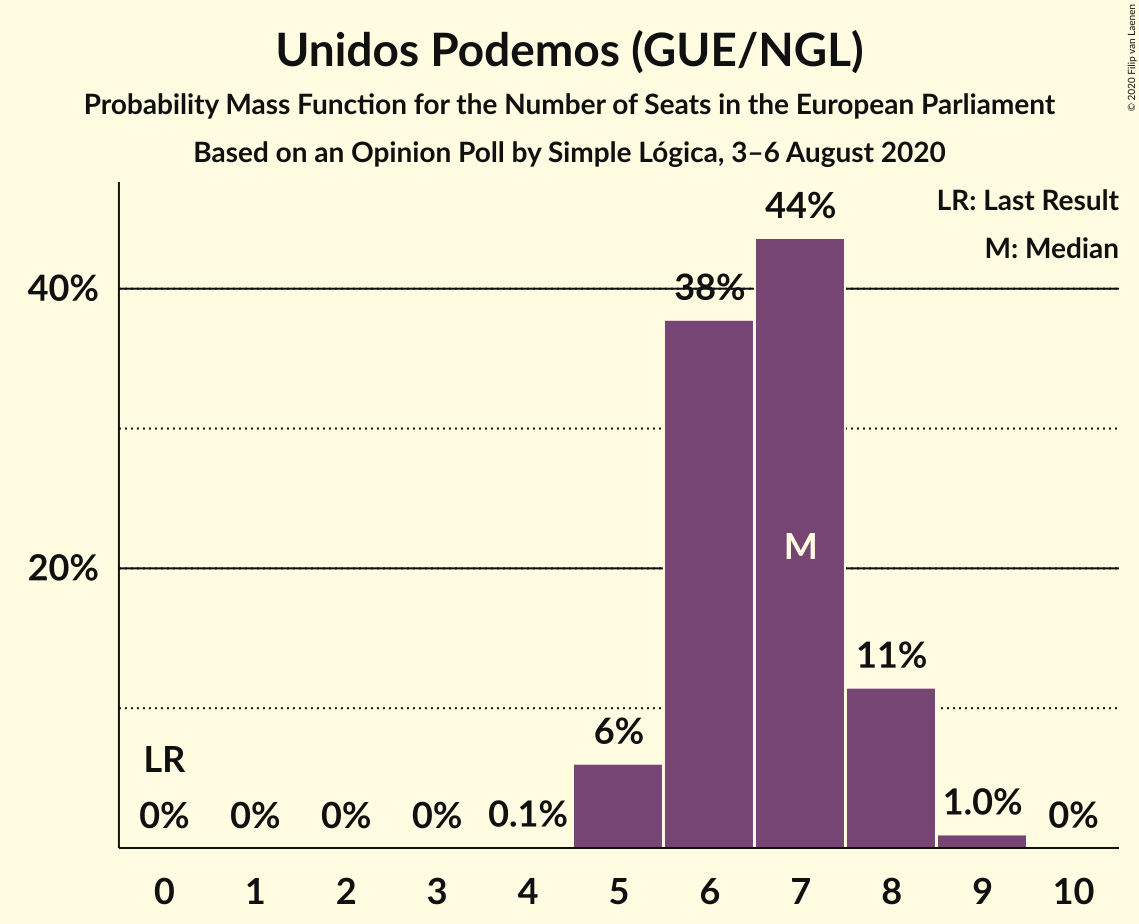 Unidos Podemos (GUE/NGL)
Probability Mass Function for the Number of Seats in the European Parliament
Based on an Opinion Poll by Simple Lógica, 3–6 August 2020
© 2020 Filip van Laenen
LR: Last Result
M: Median
44%
40%
38%
20%
M
11%
6%
LR
0%
0%
0%
0%
0.1%
1.0%
0%
0 1 2 3 4 5 6 7 8 9 10